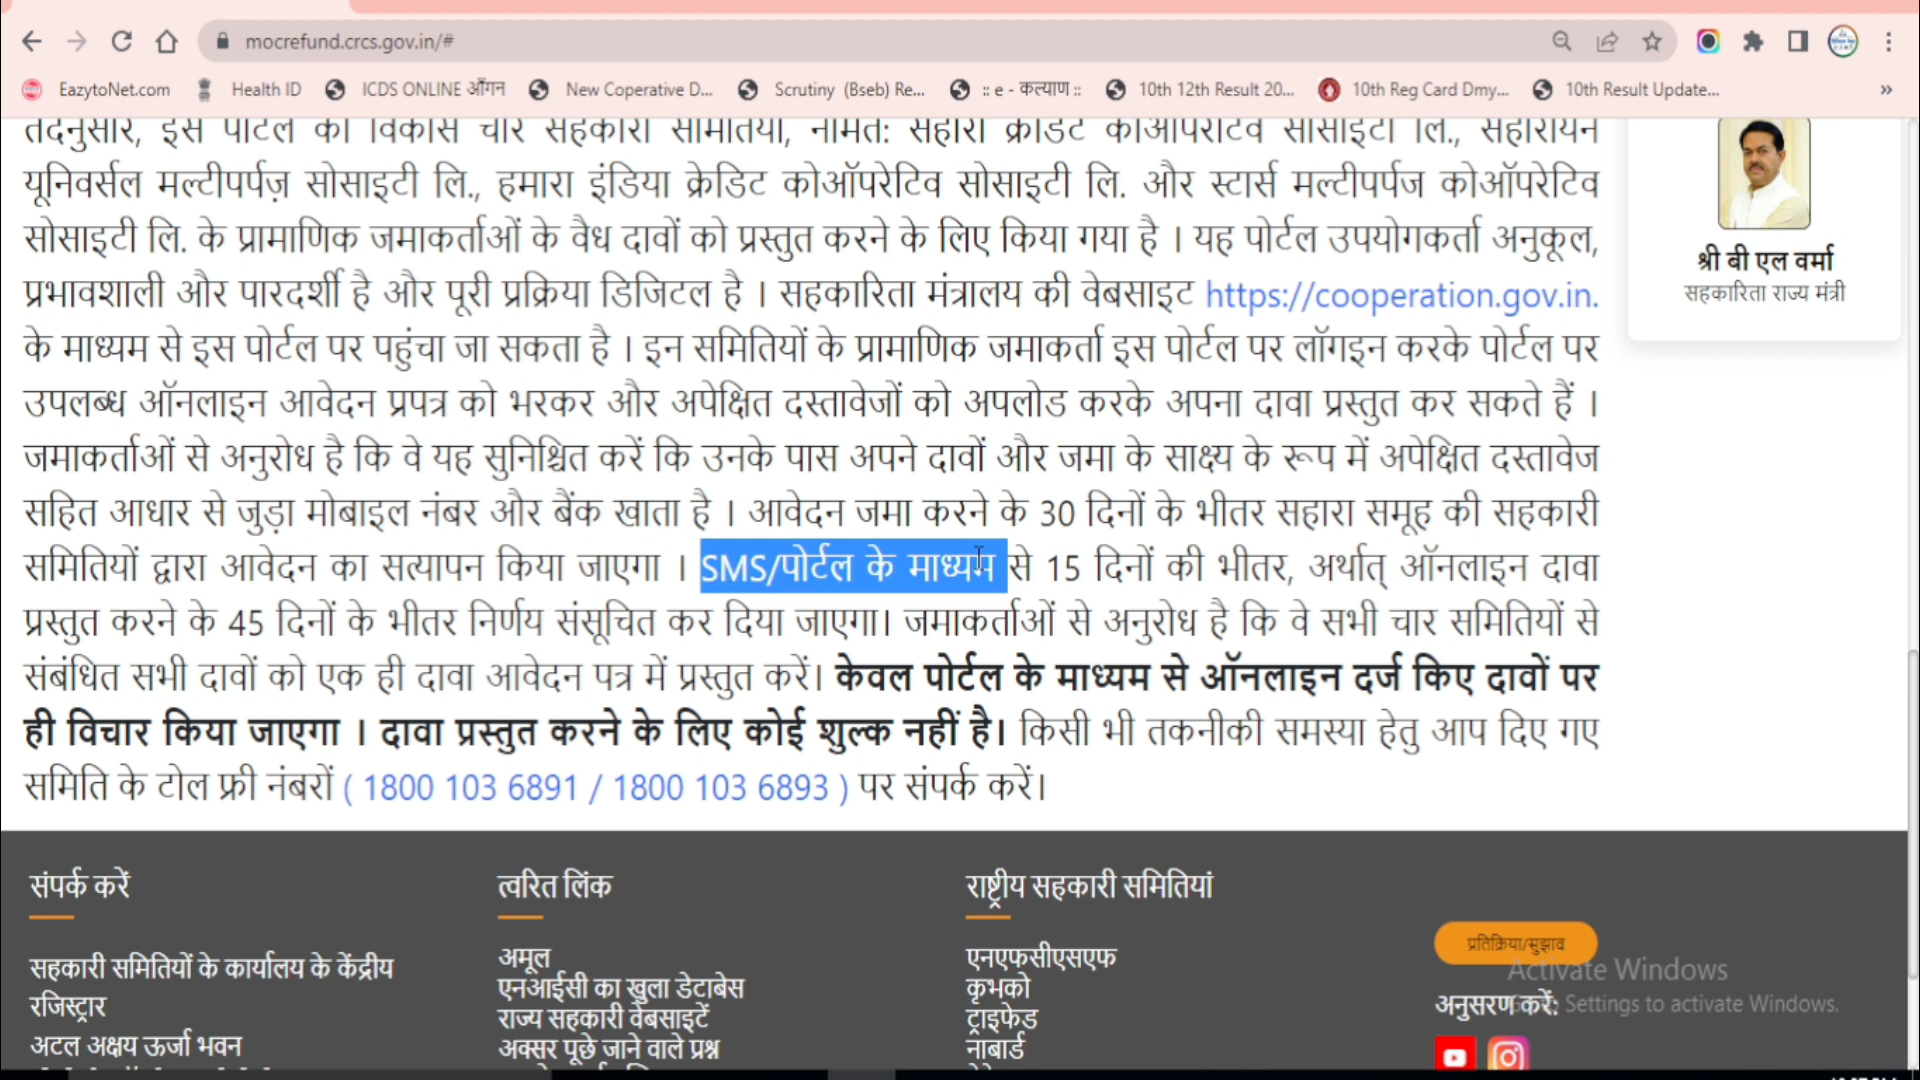 mocrefund.crcs.gov.in/#
EazytoNet.com Health ID ICDS ONLINE आँगन New Coperative D... Scrutiny (Bseb) Re... :: e - कल्याण :: 10th 12th Result 20... 10th Reg Card Dmy... 10th Result Update... »
तदनुसार, इस पोर्टल का विकास चार सहकारी समितियों, नामत: सहारा क्रेडिट कोऑपरेटिव सोसाइटी लि., सहारायन
यूनिवर्सल मल्टीपर्पज़ सोसाइटी लि., हमारा इंडिया क्रेडिट कोऑपरेटिव सोसाइटी लि. और स्टार्स मल्टीपर्पज कोऑपरेटिव
सोसाइटी लि. के प्रामाणिक जमाकर्ताओं के वैध दावों को प्रस्तुत करने के लिए किया गया है । यह पोर्टल उपयोगकर्ता अनुकूल,
प्रभावशाली और पारदर्शी है और पूरी प्रक्रिया डिजिटल है । सहकारिता मंत्रालय की वेबसाइट https://cooperation.gov.in.
के माध्यम से इस पोर्टल पर पहुंचा जा सकता है । इन समितियों के प्रामाणिक जमाकर्ता इस पोर्टल पर लॉगइन करके पोर्टल पर
उपलब्ध ऑनलाइन आवेदन प्रपत्र को भरकर और अपेक्षित दस्तावेजों को अपलोड करके अपना दावा प्रस्तुत कर सकते हैं ।
जमाकर्ताओं से अनुरोध है कि वे यह सुनिश्चित करें कि उनके पास अपने दावों और जमा के साक्ष्य के रूप में अपेक्षित दस्तावेज
सहित आधार से जुड़ा मोबाइल नंबर और बैंक खाता है । आवेदन जमा करने के 30 दिनों के भीतर सहारा समूह की सहकारी
समितियों द्वारा आवेदन का सत्यापन किया जाएगा । SMS/पोर्टल के माध्यम से 15 दिनों की भीतर, अर्थात् ऑनलाइन दावा
प्रस्तुत करने के 45 दिनों के भीतर निर्णय संसूचित कर दिया जाएगा। जमाकर्ताओं से अनुरोध है कि वे सभी चार समितियों से
संबंधित सभी दावों को एक ही दावा आवेदन पत्र में प्रस्तुत करें। केवल पोर्टल के माध्यम से ऑनलाइन दर्ज किए दावों पर
ही विचार किया जाएगा । दावा प्रस्तुत करने के लिए कोई शुल्क नहीं है। किसी भी तकनीकी समस्या हेतु आप दिए गए
समिति के टोल फ्री नंबरों ( 1800 103 6891 / 1800 103 6893 ) पर संपर्क करें।
श्री बी एल वर्मा
सहकारिता राज्य मंत्री
संपर्क करें
सहकारी समितियों के कार्यालय के केंद्रीय
रजिस्ट्रार
अटल अक्षय ऊर्जा भवन
त्वरित लिंक
अमूल
एनआईसी का खुला डेटाबेस
राज्य सहकारी वेबसाइटें
अक्सर पूछे जाने वाले प्रश्न
राष्ट्रीय सहकारी समितियां
एनएफसीएसएफ
कृभको
ट्राइफेड
नाबार्ड
प्रतिक्रिया/सुझाव
Activate Windows
अनुसरण करें:
Settings to activate Windows.